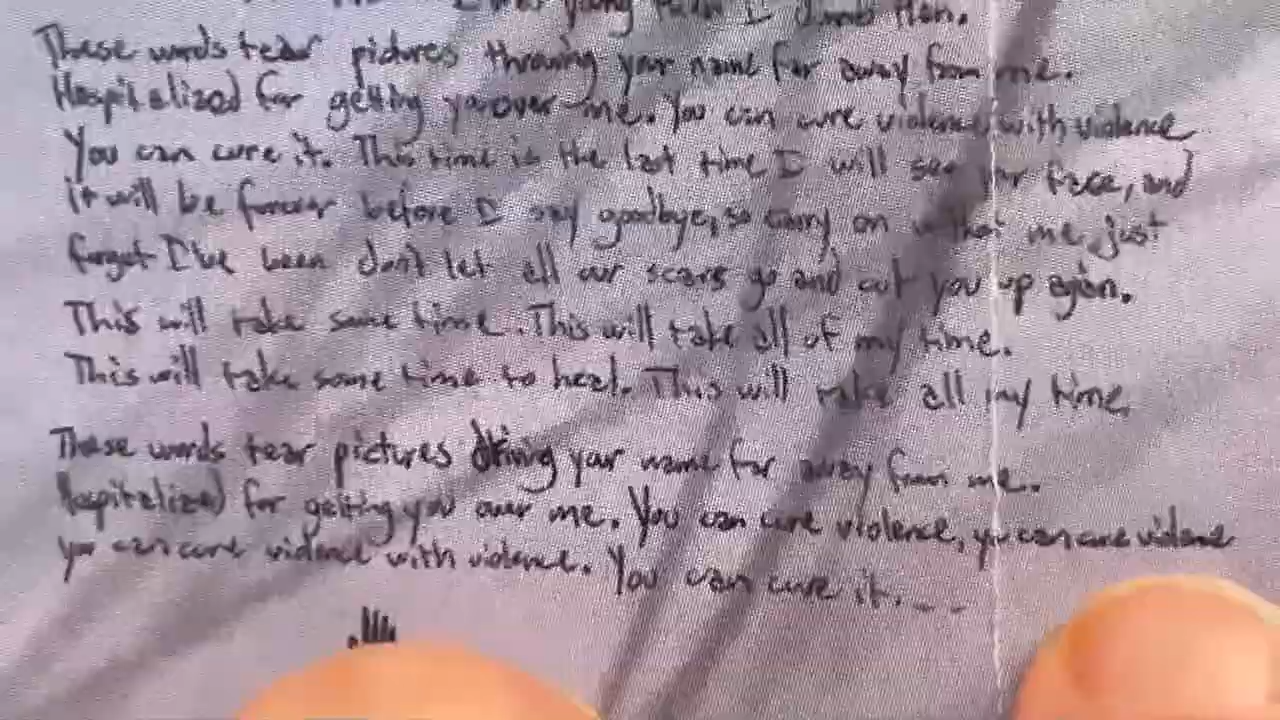 These words tear pictures throwing your name far away from me.
Hospitalized for getting you over me. You can cure violence with violence
You can cure it. This time is the last time I will see your face, and
it will be forever before I say goodbye, so carry on without me, just
forget I've been don't let all our scars go and cut you up again.
This will take some time. This will take all of my time.
This will take some time to heal. This will take all my time.
These words tear pictures driving your name far away from me.
Hospitalized for getting you over me. You can cure violence, you can cure violence
you can cure violence with violence. You can cure it...